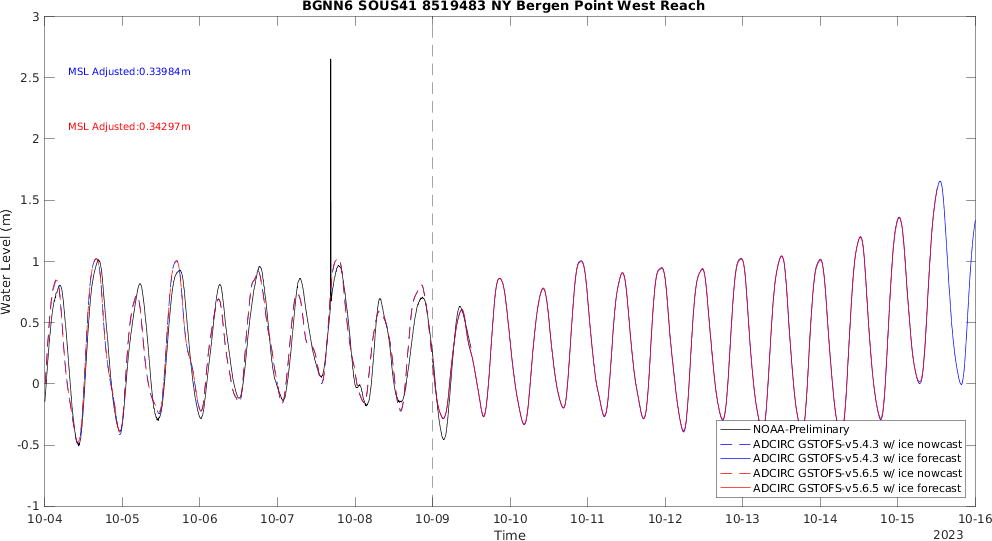 BGNN6 SOUS41 8519483 NY Bergen Point West Reach
3
2.5
2
1.5
1
0.5
0
-0.5
-1
Water Level (m)
MSL Adjusted:0.33984m
MSL Adjusted:0.34297m
NOAA-Preliminary
ADCIRC GSTOFS-v5.4.3 w/ ice nowcast
ADCIRC GSTOFS-v5.4.3 w/ ice forecast
ADCIRC GSTOFS-v5.6.5 w/ ice nowcast
ADCIRC GSTOFS-v5.6.5 w/ ice forecast
10-04 10-05 10-06 10-07 10-08 10-09 10-10 10-11 10-12 10-13 10-14 10-15 10-16
Time
2023